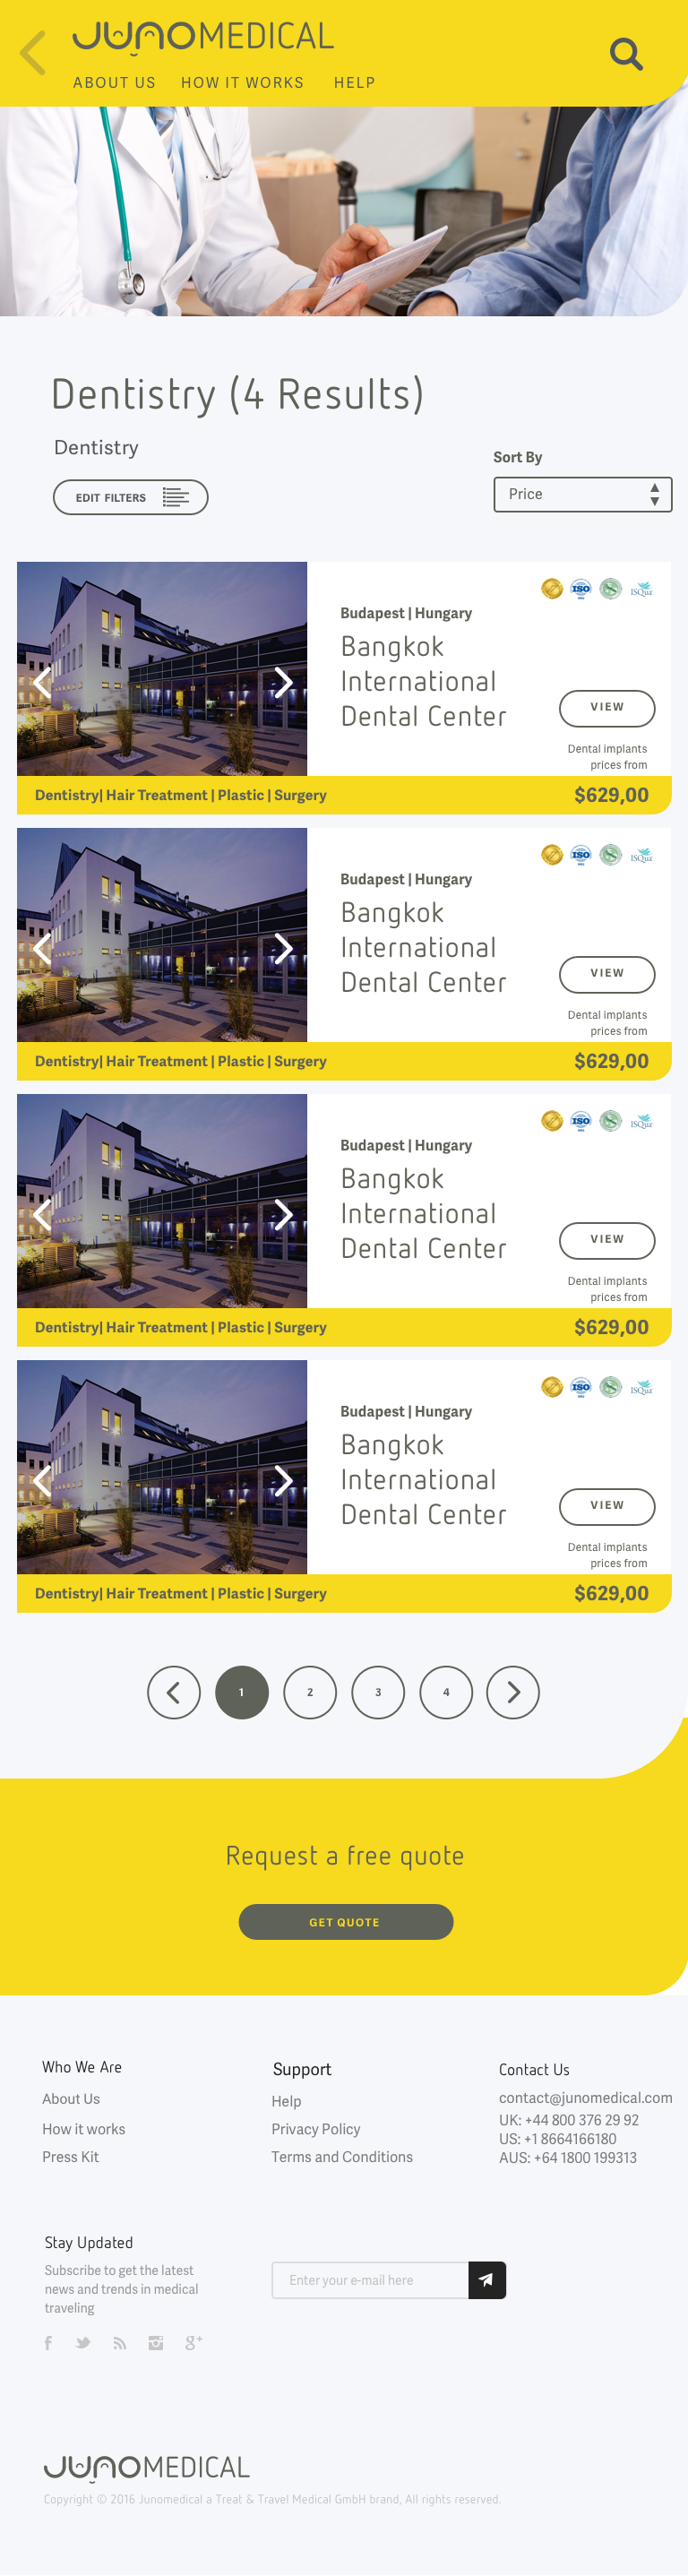 JUNOMEDICAL
ABOUT US HOW IT WORKS HELP
Dentistry (4 Results)
Dentistry
Sort By
EDIT FILTERS
Price
ISO
ISQua
Budapest | Hungary
Bangkok
International
Dental Center
VIEW
Dental implants
prices from
Dentistry| Hair Treatment | Plastic | Surgery
$629,00
ISO
ISQua
Budapest | Hungary
Bangkok
International
Dental Center
VIEW
Dental implants
prices from
Dentistry| Hair Treatment | Plastic | Surgery
$629,00
ISO
ISQua
Budapest | Hungary
Bangkok
International
Dental Center
VIEW
Dental implants
prices from
Dentistry| Hair Treatment | Plastic | Surgery
$629,00
ISO
ISQua
Budapest | Hungary
Bangkok
International
Dental Center
VIEW
Dental implants
prices from
Dentistry| Hair Treatment | Plastic | Surgery
$629,00
1 2 3 4
Request a free quote
GET QUOTE
Who We Are
About Us
How it works
Press Kit
Support
Help
Privacy Policy
Terms and Conditions
Contact Us
contact@junomedical.com
UK: +44 800 376 29 92
US: +1 8664166180
AUS: +64 1800 199313
Stay Updated
Subscribe to get the latest
news and trends in medical
traveling
Enter your e-mail here
JUNOMEDICAL
Copyright © 2016 Junomedical a Treat & Travel Medical GmbH brand, All rights reserved.